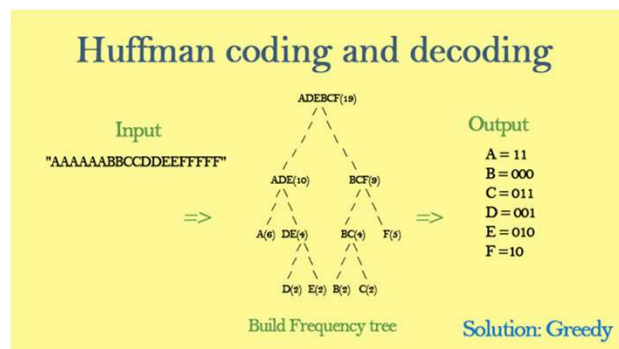 Huffman coding and decoding
Input
"AAAAAABBCCDDEEFFFFF"
=>
ADEBCF(19)
ADE(10) BCF(9)
A(6) DE(4) BC(4) F(5)
D(2) E(2) B(2) C(2)
Build Frequency tree
=>
Output
A = 11
B = 000
C = 011
D = 001
E = 010
F =10
Solution: Greedy